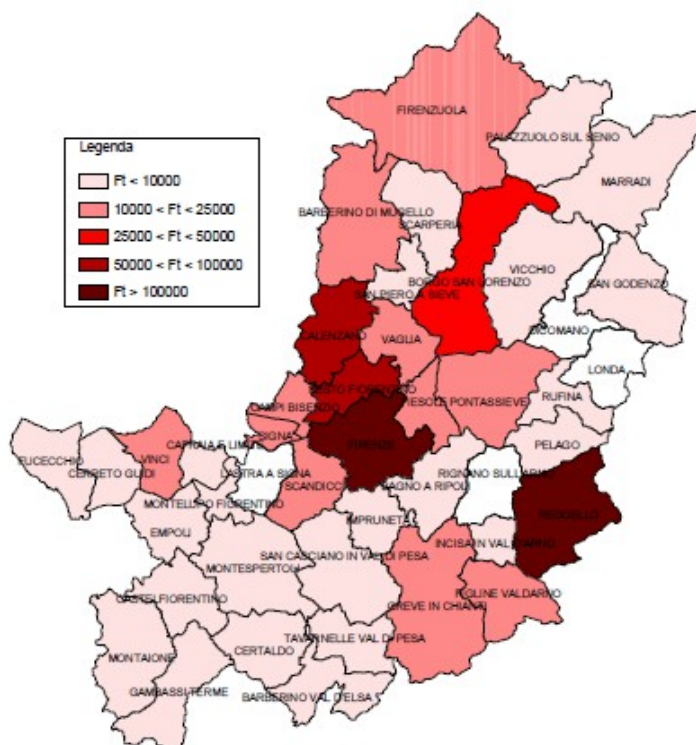 Legenda
Ft < 10000
10000 < Ft < 25000
25000 < Ft < 50000
50000 < Ft < 100000
Ft > 100000
FIRENZUOLA
PALAZZUOLO SUL SENIO
MARRADI
BARBERINO DI MUGELLO
SCARPERIA
VICCHIO
BORGO SAN LORENZO
SAN GODENZO
SAN PIERO A SIEVE
DICOMANO
CALENZANO
VAGLIA
LONDA
SESTO FIORENTINO
RUFINA
CAMPI BISENZIO
FIESOLE
PONTASSIEVE
SIGNA
FIRENZE
PELAGO
FUCECCHIO
CERRETO GUIDI
VINCI
CAPRAIA E LIMITE
LASTRA A SIGNA
SCANDICCI
BAGNO A RIPOLI
RIGNANO SULL'ARNO
MONTELUPO FIORENTINO
REGGELLO
EMPOLI
IMPRUNETA
INCISA IN VAL D'ARNO
SAN CASCIANO IN VAL DI PESA
MONTESPERTOLI
CASTELFIORENTINO
GREVE IN CHIANTI
FIGLINE VALDARNO
TAVARNELLE VAL DI PESA
CERTALDO
MONTAIONE
GAMBASSI TERME
BARBERINO VAL D'ELSA